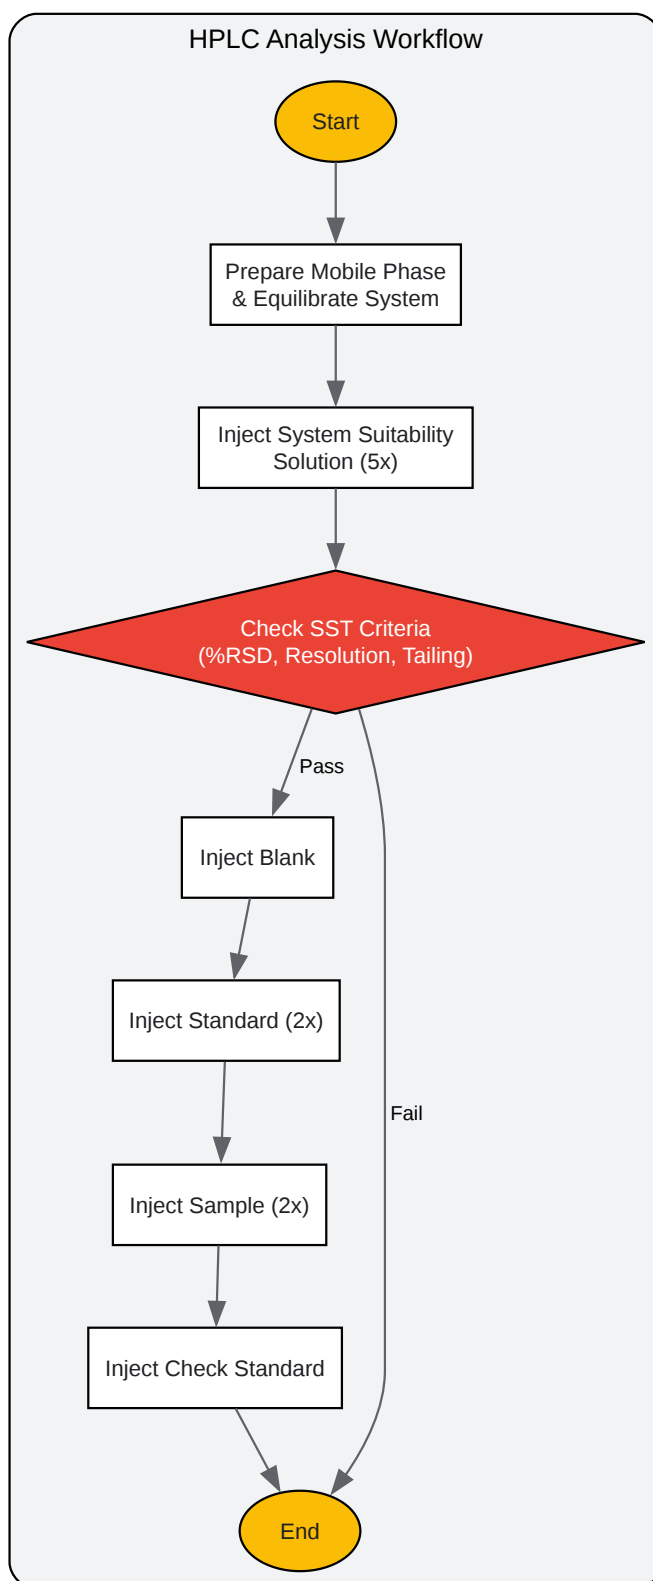 HPLC Analysis Workflow
Start
Prepare Mobile Phase
& Equilibrate System
Inject System Suitability
Solution (5x)
Check SST Criteria
(%RSD, Resolution, Tailing)
Pass
Inject Blank
Inject Standard (2x)
Fail
Inject Sample (2x)
Inject Check Standard
End